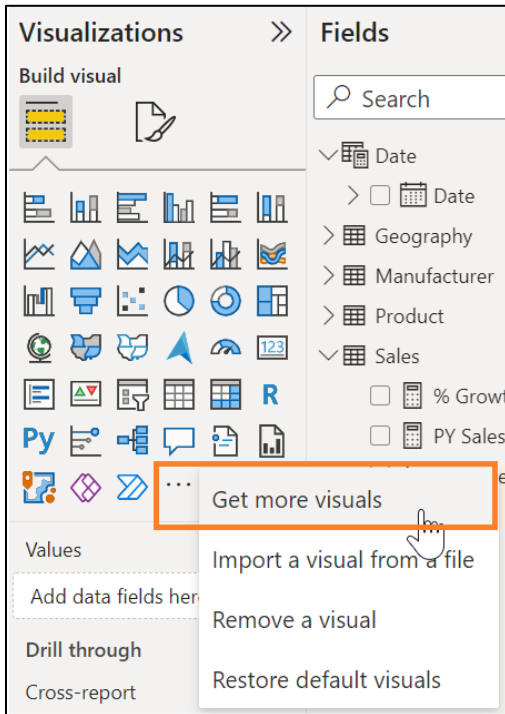 Visualizations
Build visual
123
R
Py
...
Values
Add data fields her
Drill through
Cross-report
Get more visuals
Import a visual from a file
Remove a visual
Restore default visuals
Fields
Search
Date
Date
Geography
Manufacturer
Product
Sales
% Growt
PY Sales